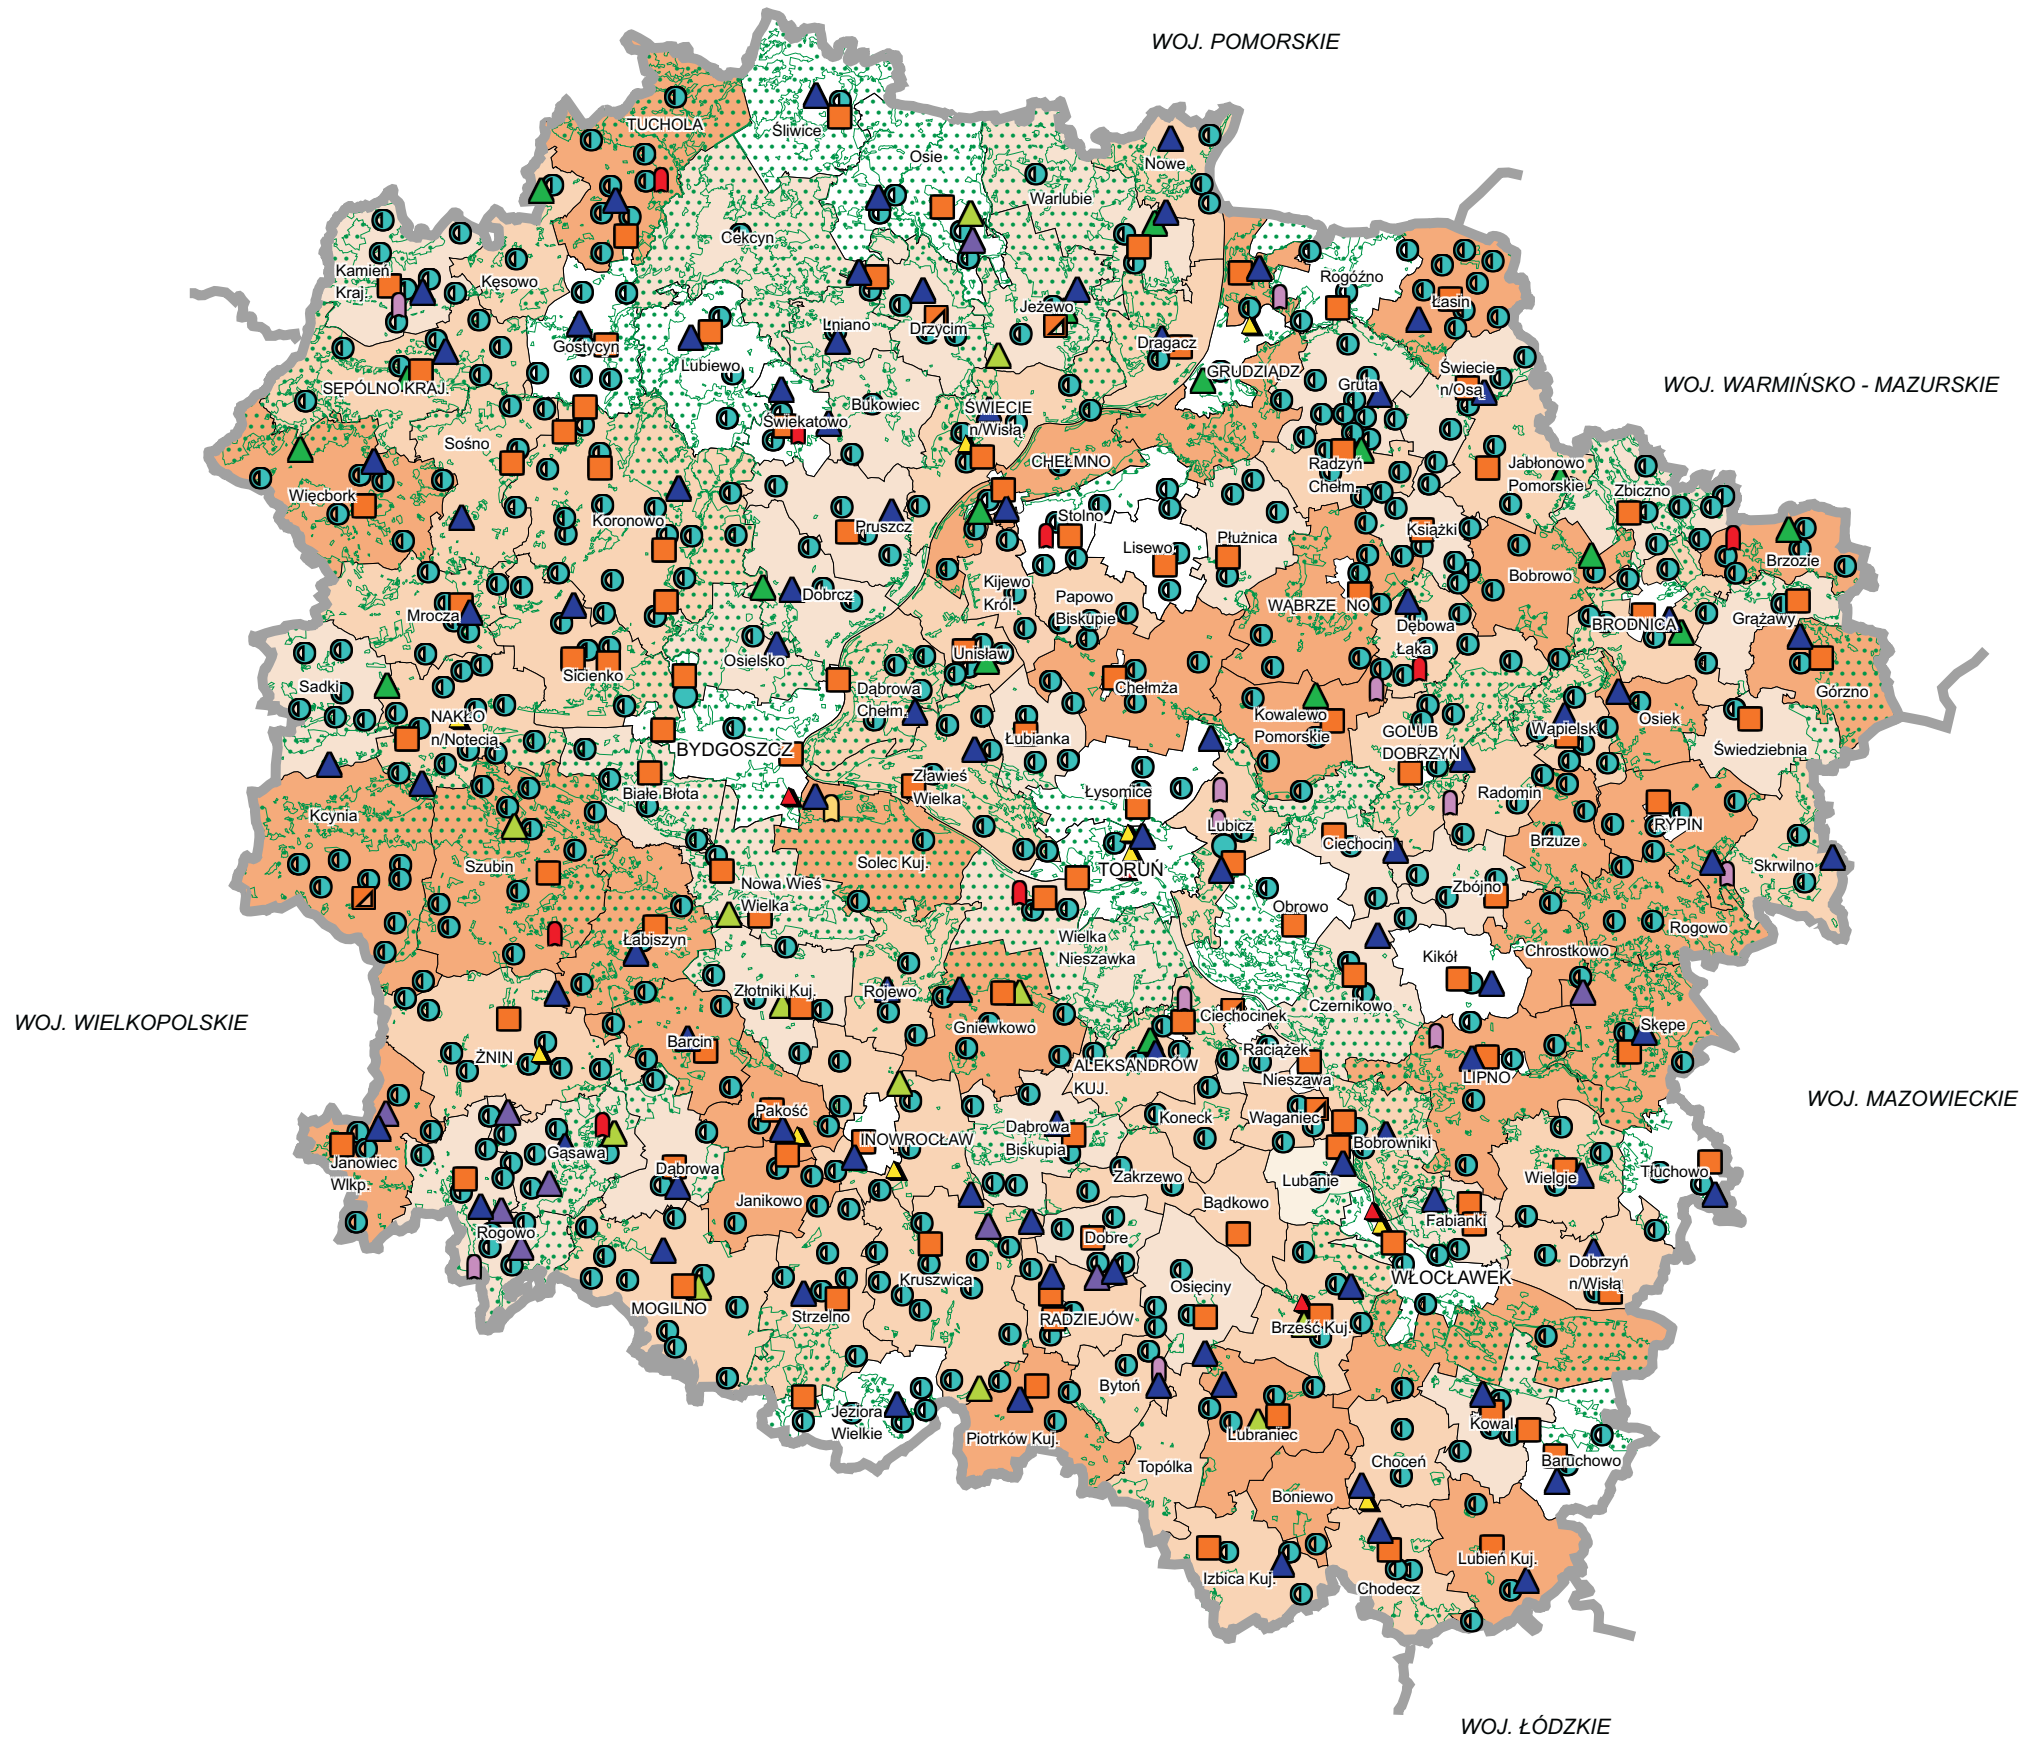 WOJ. POMORSKIE
TUCHOLA
Śliwice
Osie
Nowe
Warlubie
Cekcyn
Kamień
Kraj.
Kęsowo
Rogóźno
Łasin
Jeżewo
Lniano
Drzycim
Gostycyn
Dragacz
Lubiewo
GRUDZIĄDZ
Świecie
n/Osą
WOJ. WARMIŃSKO - MAZURSKIE
SĘPÓLNO KRAJ.
Gruta
Bukowiec
ŚWIECIE
n/Wisłą
Świekatowo
Sośno
CHEŁMNO
Radzyń
Chełm.
Jabłonowo
Pomorskie
Zbiczno
Więcbork
Koronowo
Pruszcz
Stolno
Książki
Płużnica
Lisewo
Brzozie
Bobrowo
Kijewo
Król.
Papowo
Biskupie
WĄBRZE NO
Dobrcz
Mrocza
Dębowa
Łąka
BRODNICA
Grążawy
Unisław
Osielsko
Sicienko
Sadki
Dąbrowa
Chełm.
Chełmża
Górzno
Kowalewo
Pomorskie
Osiek
NAKŁO
n/Notecią
GOLUB
DOBRZYŃ
Wąpielsk
Łubianka
BYDGOSZCZ
Świedziebnia
Zławieś
Wielka
Białe Błota
Łysomice
Radomin
Kcynia
Lubicz
RYPIN
Ciechocin
Brzuze
Solec Kuj.
Szubin
TORUŃ
Skrwilno
Nowa Wieś
Wielka
Zbójno
Obrowo
Rogowo
Łabiszyn
Wielka
Nieszawka
Chrostkowo
Kikół
Złotniki Kuj.
Rojewo
Czernikowo
WOJ. WIELKOPOLSKIE
Ciechocinek
Gniewkowo
Skępe
Barcin
Raciążek
ŻNIN
ALEKSANDRÓW
KUJ.
Nieszawa
LIPNO
WOJ. MAZOWIECKIE
Pakość
Koneck
Waganiec
Dąbrowa
Biskupia
INOWROCŁAW
Bobrowniki
Gąsawa
Janowiec
Wlkp.
Dąbrowa
Zakrzewo
Lubanie
Wielgie
Tłuchowo
Janikowo
Bądkowo
Fabianki
Rogowo
Dobre
Dobrzyń
n/Wisłą
Kruszwica
Osięciny
WŁOCŁAWEK
MOGILNO
Strzelno
RADZIEJÓW
Brześć Kuj.
Bytoń
Jeziora
Wielkie
Kowal
Lubraniec
Piotrków Kuj.
Choceń
Baruchowo
Topólka
Boniewo
Lubień Kuj.
Izbica Kuj.
Chodecz
WOJ. ŁÓDZKIE